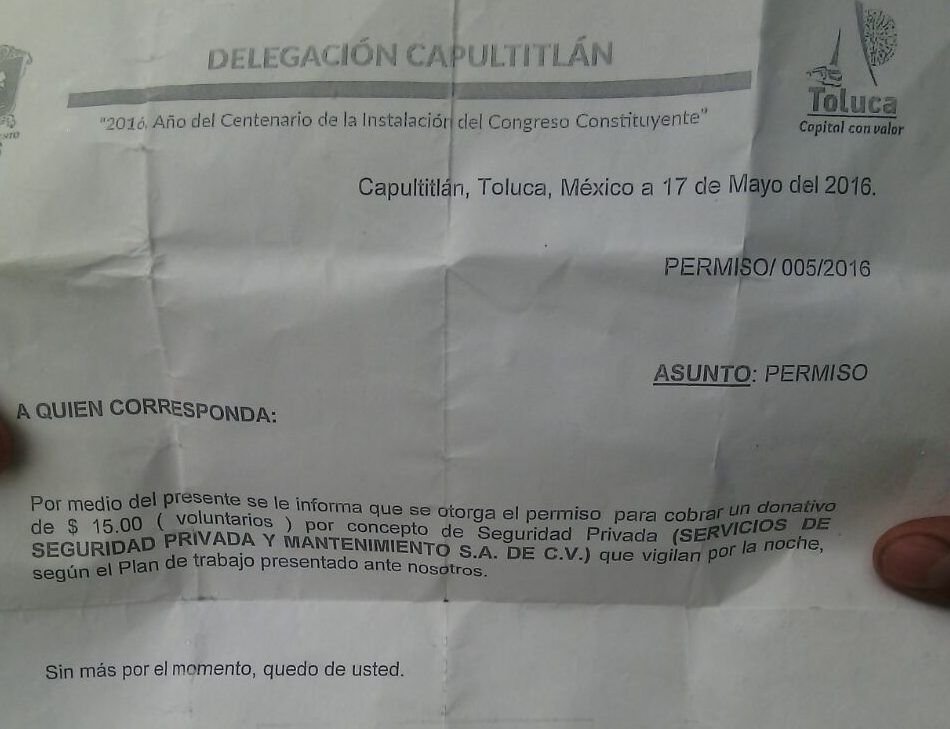 DELEGACIÓN CAPULTITLÁN
"2016. Año del Centenario de la Instalación del Congreso Constituyente"
Toluca
Capital con valor
Capultitlán, Toluca, México a 17 de Mayo del 2016.
PERMISO/ 005/2016
ASUNTO: PERMISO
A QUIEN CORRESPONDA:
Por medio del presente se le informa que se otorga el permiso para cobrar un donativo
de $ 15.00 ( voluntarios ) por concepto de Seguridad Privada (SERVICIOS DE
SEGURIDAD PRIVADA Y MANTENIMIENTO S.A. DE C.V.) que vigilan por la noche,
según el Plan de trabajo presentado ante nosotros.
Sin más por el momento, quedo de usted.